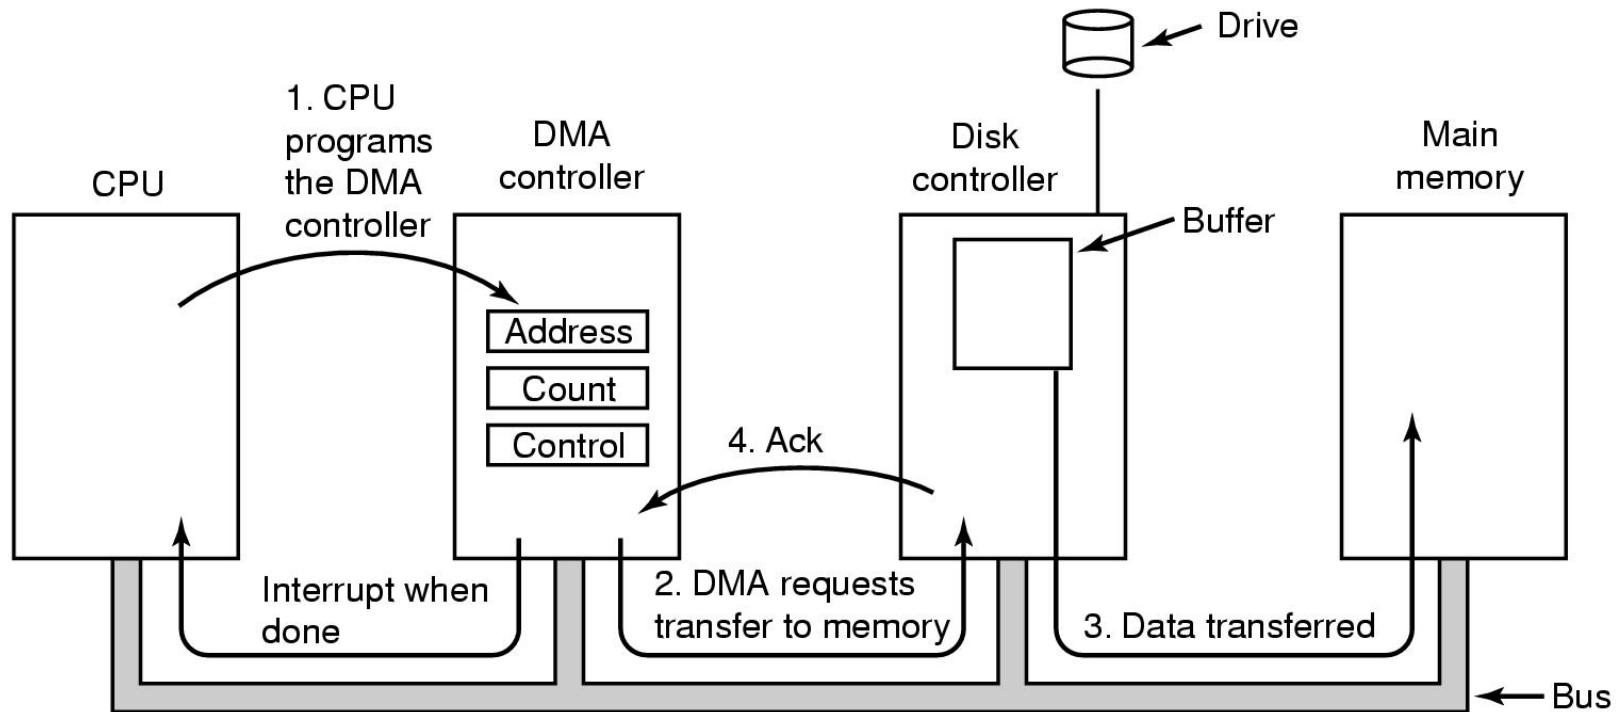 Drive
1. CPU
programs
the DMA
controller
DMA
controller
Disk
controller
Main
memory
CPU
Buffer
Address
Count
Control
4. Ack
Interrupt when
done
2. DMA requests
transfer to memory
3. Data transferred
Bus